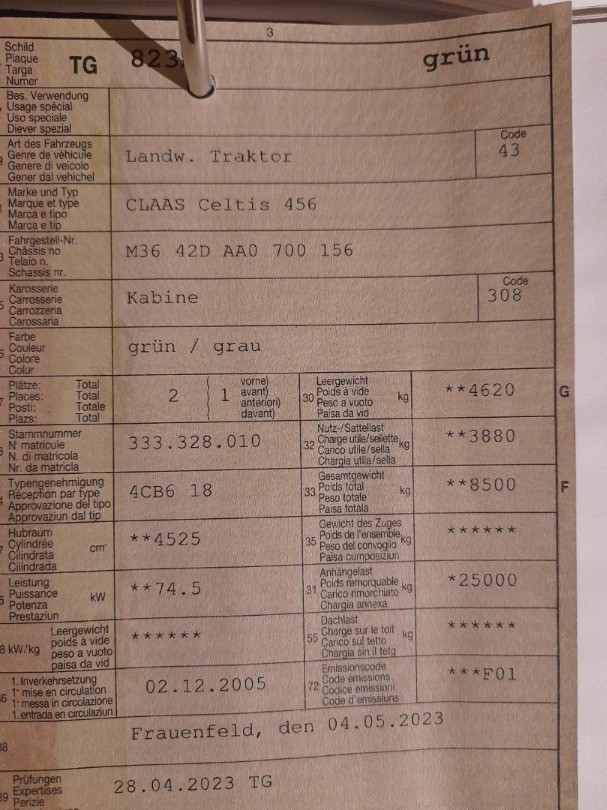 3
Schild
Plaque
Targa
Numer
TG
grün
Bes. Verwendung
Usage spécial
Uso speciale
Diever spezial
Art des Fahrzeugs
Genre de véhicule
Genere di veicolo
Gener dal vehichel
Landw. Traktor
Code
43
Marke und Typ
Marque et type
Marca e tipo
Marca e tip
CLAAS Celtis 456
Fahrgestell-Nr.
Châssis no
Telaio n.
Schassis nr.
M36 42D AA0 700 156
Karosserie
Carrosserie
Carrozzeria
Carossaria
Kabine
Code
308
Farbe
Couleur
Colore
Colur
grün / grau
Plätze: Total
Places: Total
Posti: Totale
Plazs: Total
2
1
vorne)
avant)
anteriori)
davant)
30
Leergewicht
Poids à vide
Peso a vuoto
Paisa da vid
kg
**4620
G
Stammnummer
N° matricule
N. di matricola
Nr. da matricla
333.328.010
32
Nutz-/Sattellast
Charge utile/sellette
Carico utile/sella
Chargia utila/sella
kg
**3880
Typengenehmigung
Réception par type
Approvazione del tipo
Approvaziun dal tip
4CB6 18
33
Gesamtgewicht
Poids total
Peso totale
Paisa totala
kg
**8500
F
Hubraum
Cylindrée
Cilindrata
Cilindrada
cm³
**4525
35
Gewicht des Zuges
Poids de l'ensemble
Peso del convoglio
Paisa cumposiziun
kg
******
Leistung
Puissance
Potenza
Prestaziun
kW
**74.5
31
Anhängelast
Poids remorquable
Carico rimorchiato
Chargia annexa
kg
*25000
kW/kg
Leergewicht
poids à vide
peso a vuoto
paisa da vid
******
55
Dachlast
Charge sur le toit
Carico sul tetto
Chargia sin il tetg
kg
******
1. Inverkehrsetzung
1re mise en circulation
1a messa in circolazione
1. entrada en circulaziun
02.12.2005
72
Emissionscode
Code émissions
Codice emissioni
Code d'emissiuns
***F01
Frauenfeld, den 04.05.2023
Prüfungen
Expertises
Perizie
28.04.2023 TG